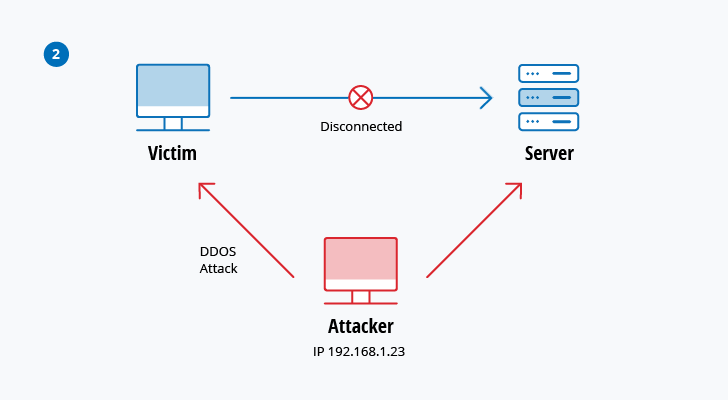 2
Disconnected
Victim
Server
DDOS
Attack
Attacker
IP 192.168.1.23